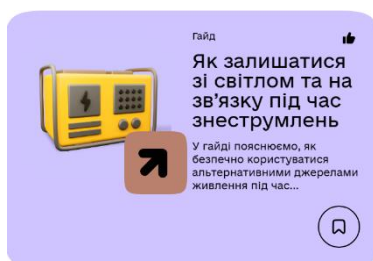 Гайд
Як залишатися
зі світлом та на
зв’язку під час
знеструмлень
У гайді пояснюємо, як
безпечно користуватися
альтернативними джерелами
живлення під час...